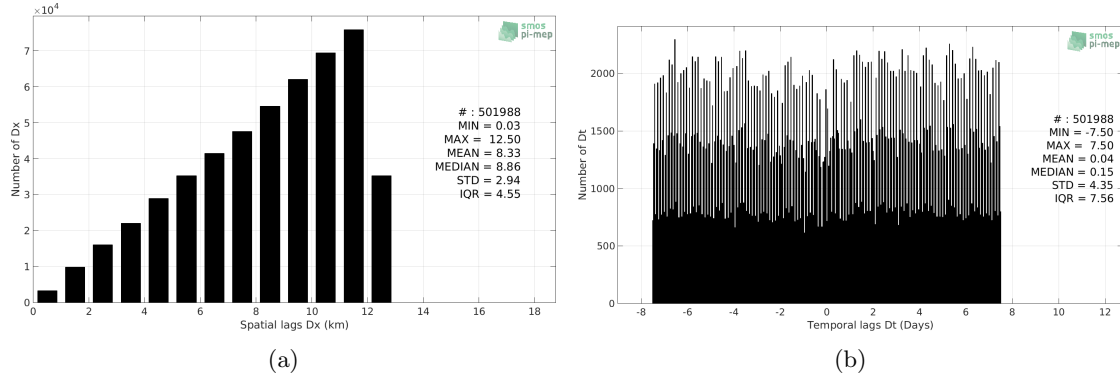 ×10⁴
7
6
5
4
3
2
1
0
Number of Dx
0 2 4 6 8 10 12 14 16 18
Spatial lags Dx (km)
smos
pi-mep
# : 501988
MIN = 0.03
MAX = 12.50
MEAN = 8.33
MEDIAN = 8.86
STD = 2.94
IQR = 4.55
(a)
2000
1500
1000
500
0
Number of Dt
-8 -6 -4 -2 0 2 4 6 8 10 12
Temporal lags Dt (Days)
smos
pi-mep
# : 501988
MIN = -7.50
MAX = 7.50
MEAN = 0.04
MEDIAN = 0.15
STD = 4.35
IQR = 7.56
(b)